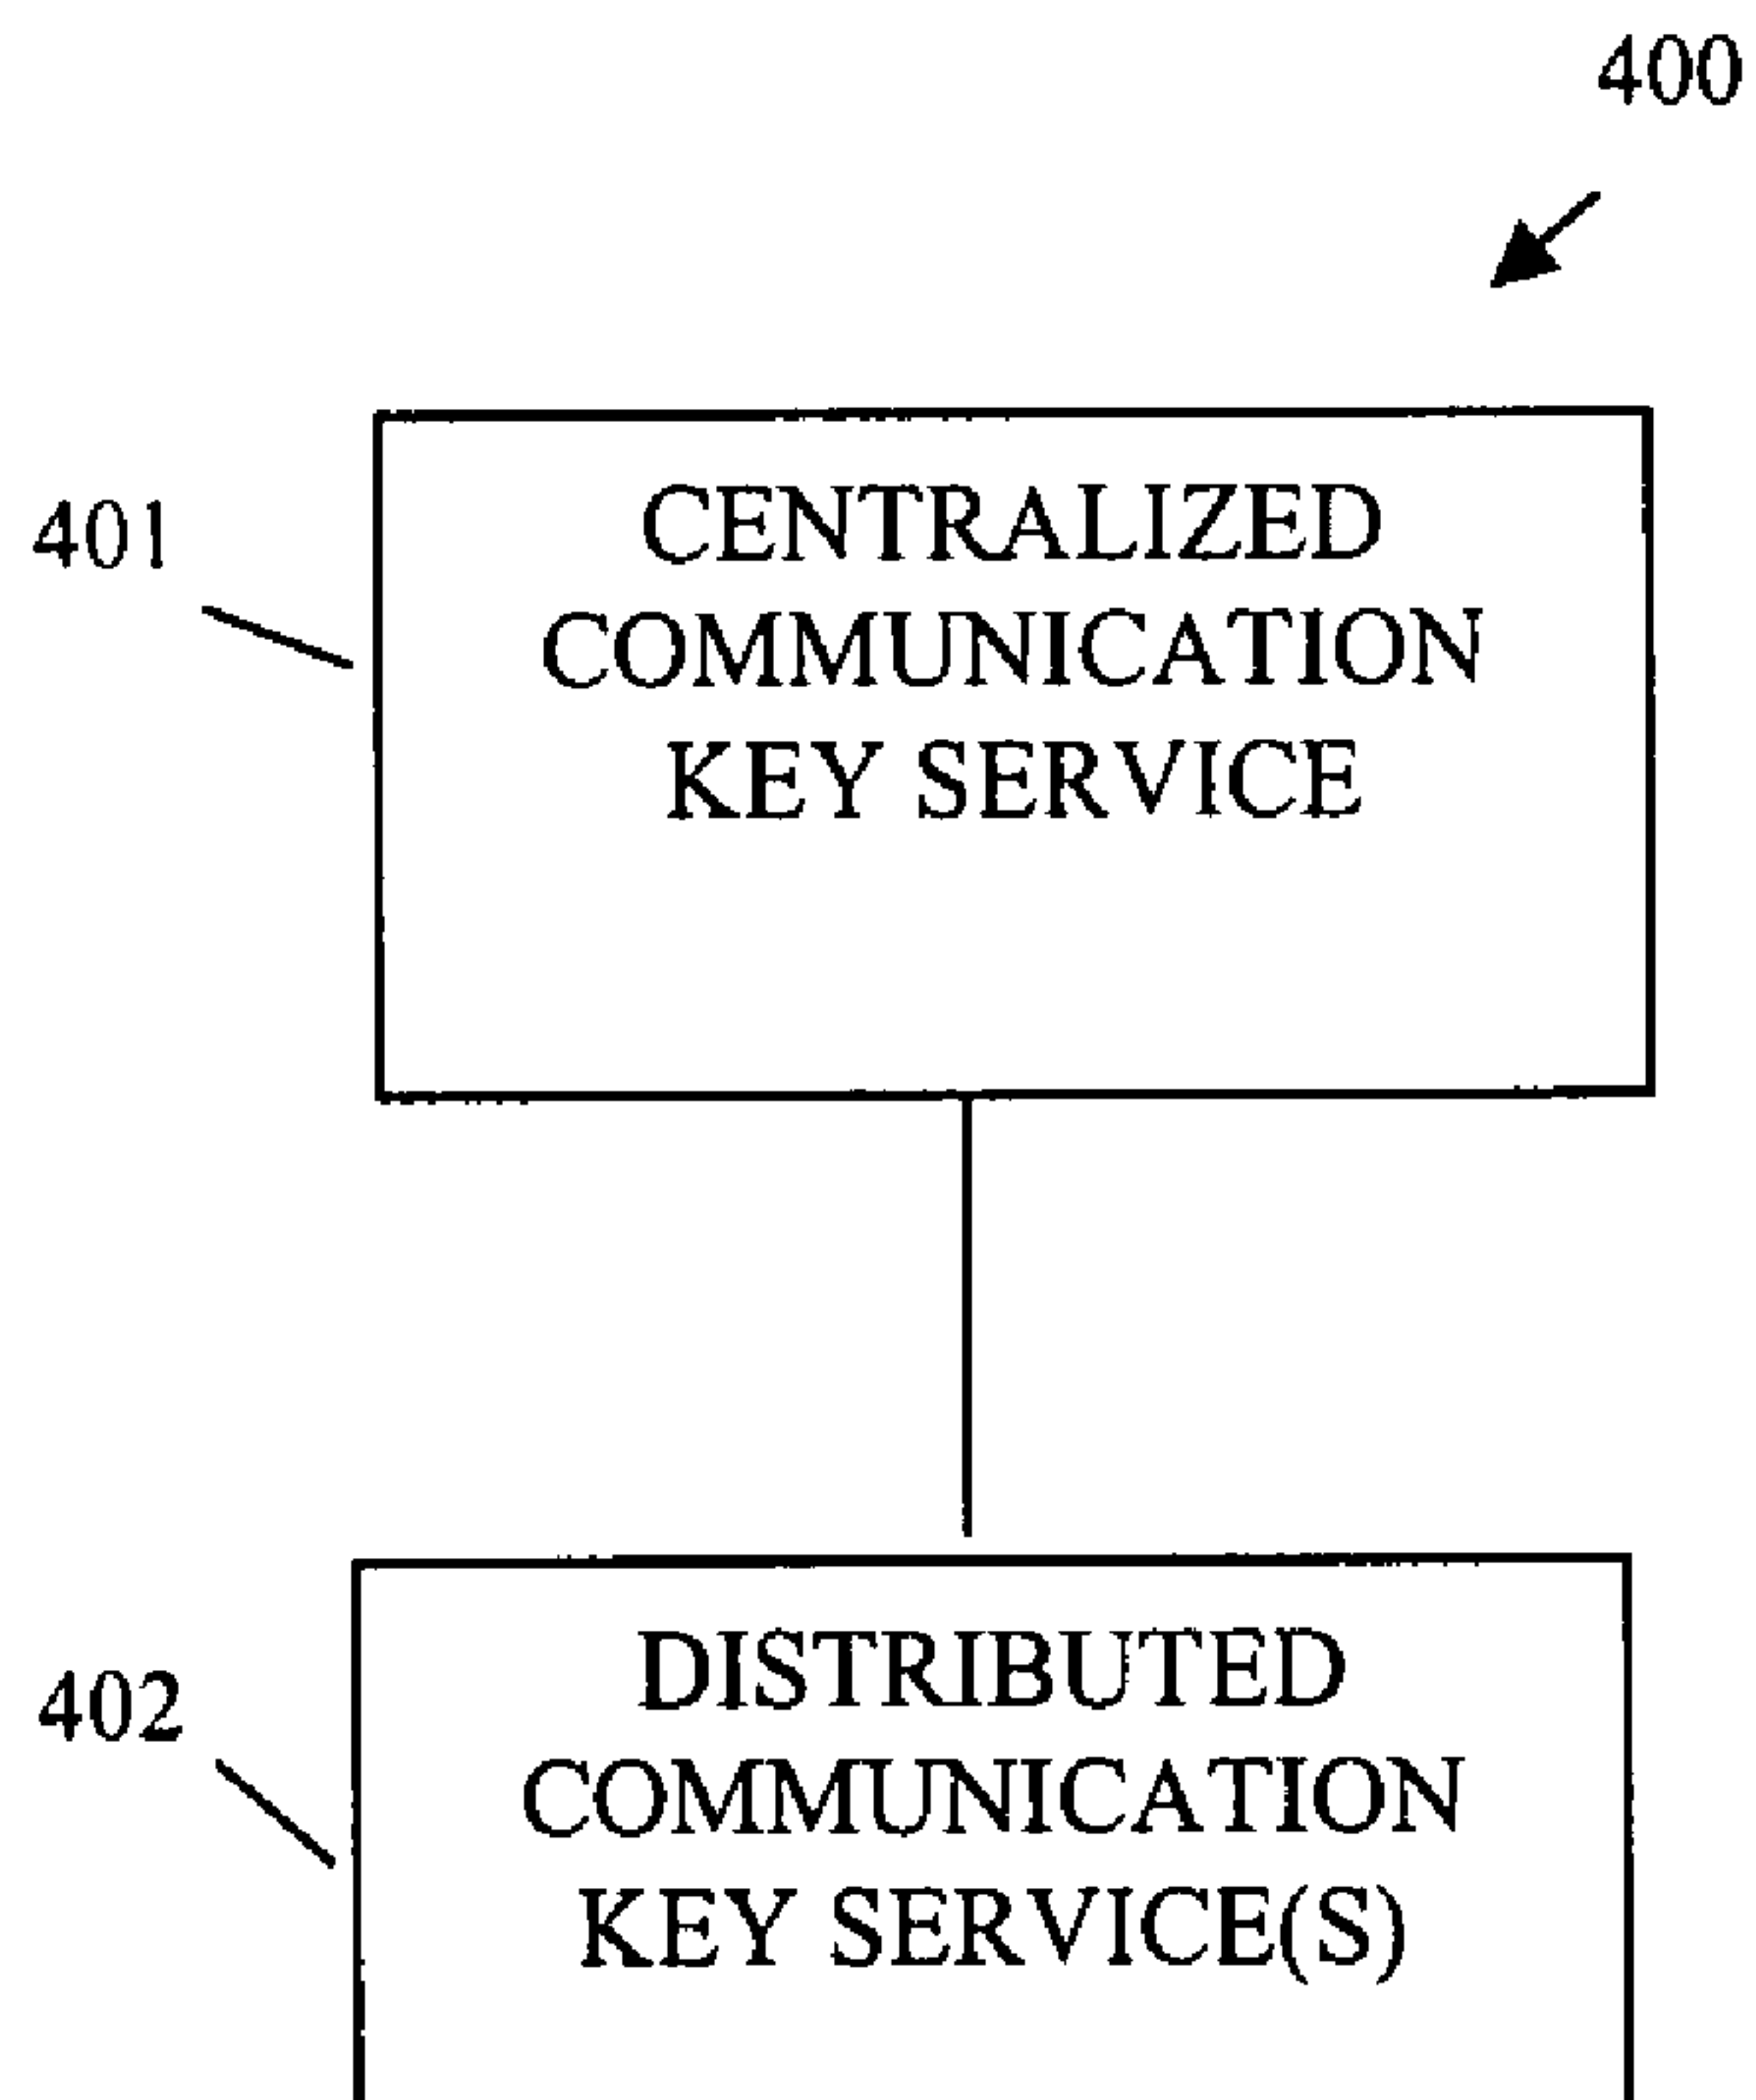 400
401
CENTRALIZED
COMMUNICATION
KEY SERVICE
402
DISTRIBUTED
COMMUNICATION
KEY SERVICE(S)